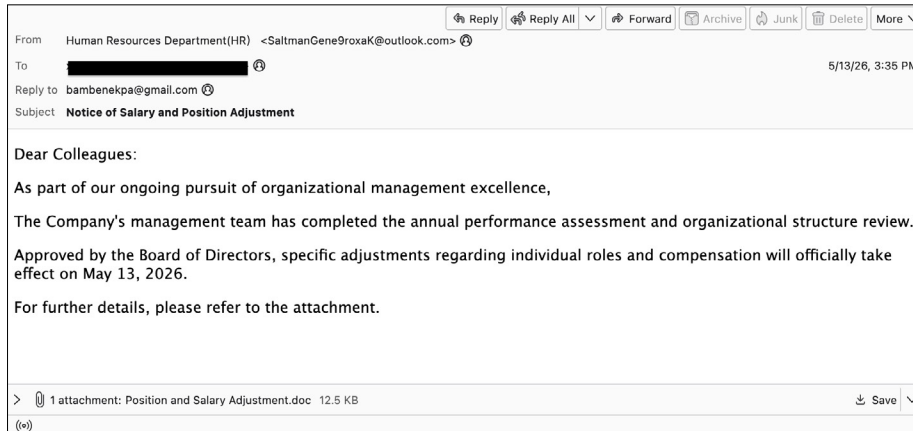 Reply Reply All Forward Archive Junk Delete More
From Human Resources Department(HR) <SaltmanGene9roxaK@outlook.com>
To 5/13/26, 3:35 PM
Reply to bambenekpa@gmail.com
Subject Notice of Salary and Position Adjustment
Dear Colleagues:
As part of our ongoing pursuit of organizational management excellence,
The Company's management team has completed the annual performance assessment and organizational structure review.
Approved by the Board of Directors, specific adjustments regarding individual roles and compensation will officially take
effect on May 13, 2026.
For further details, please refer to the attachment.
1 attachment: Position and Salary Adjustment.doc 12.5 KB Save